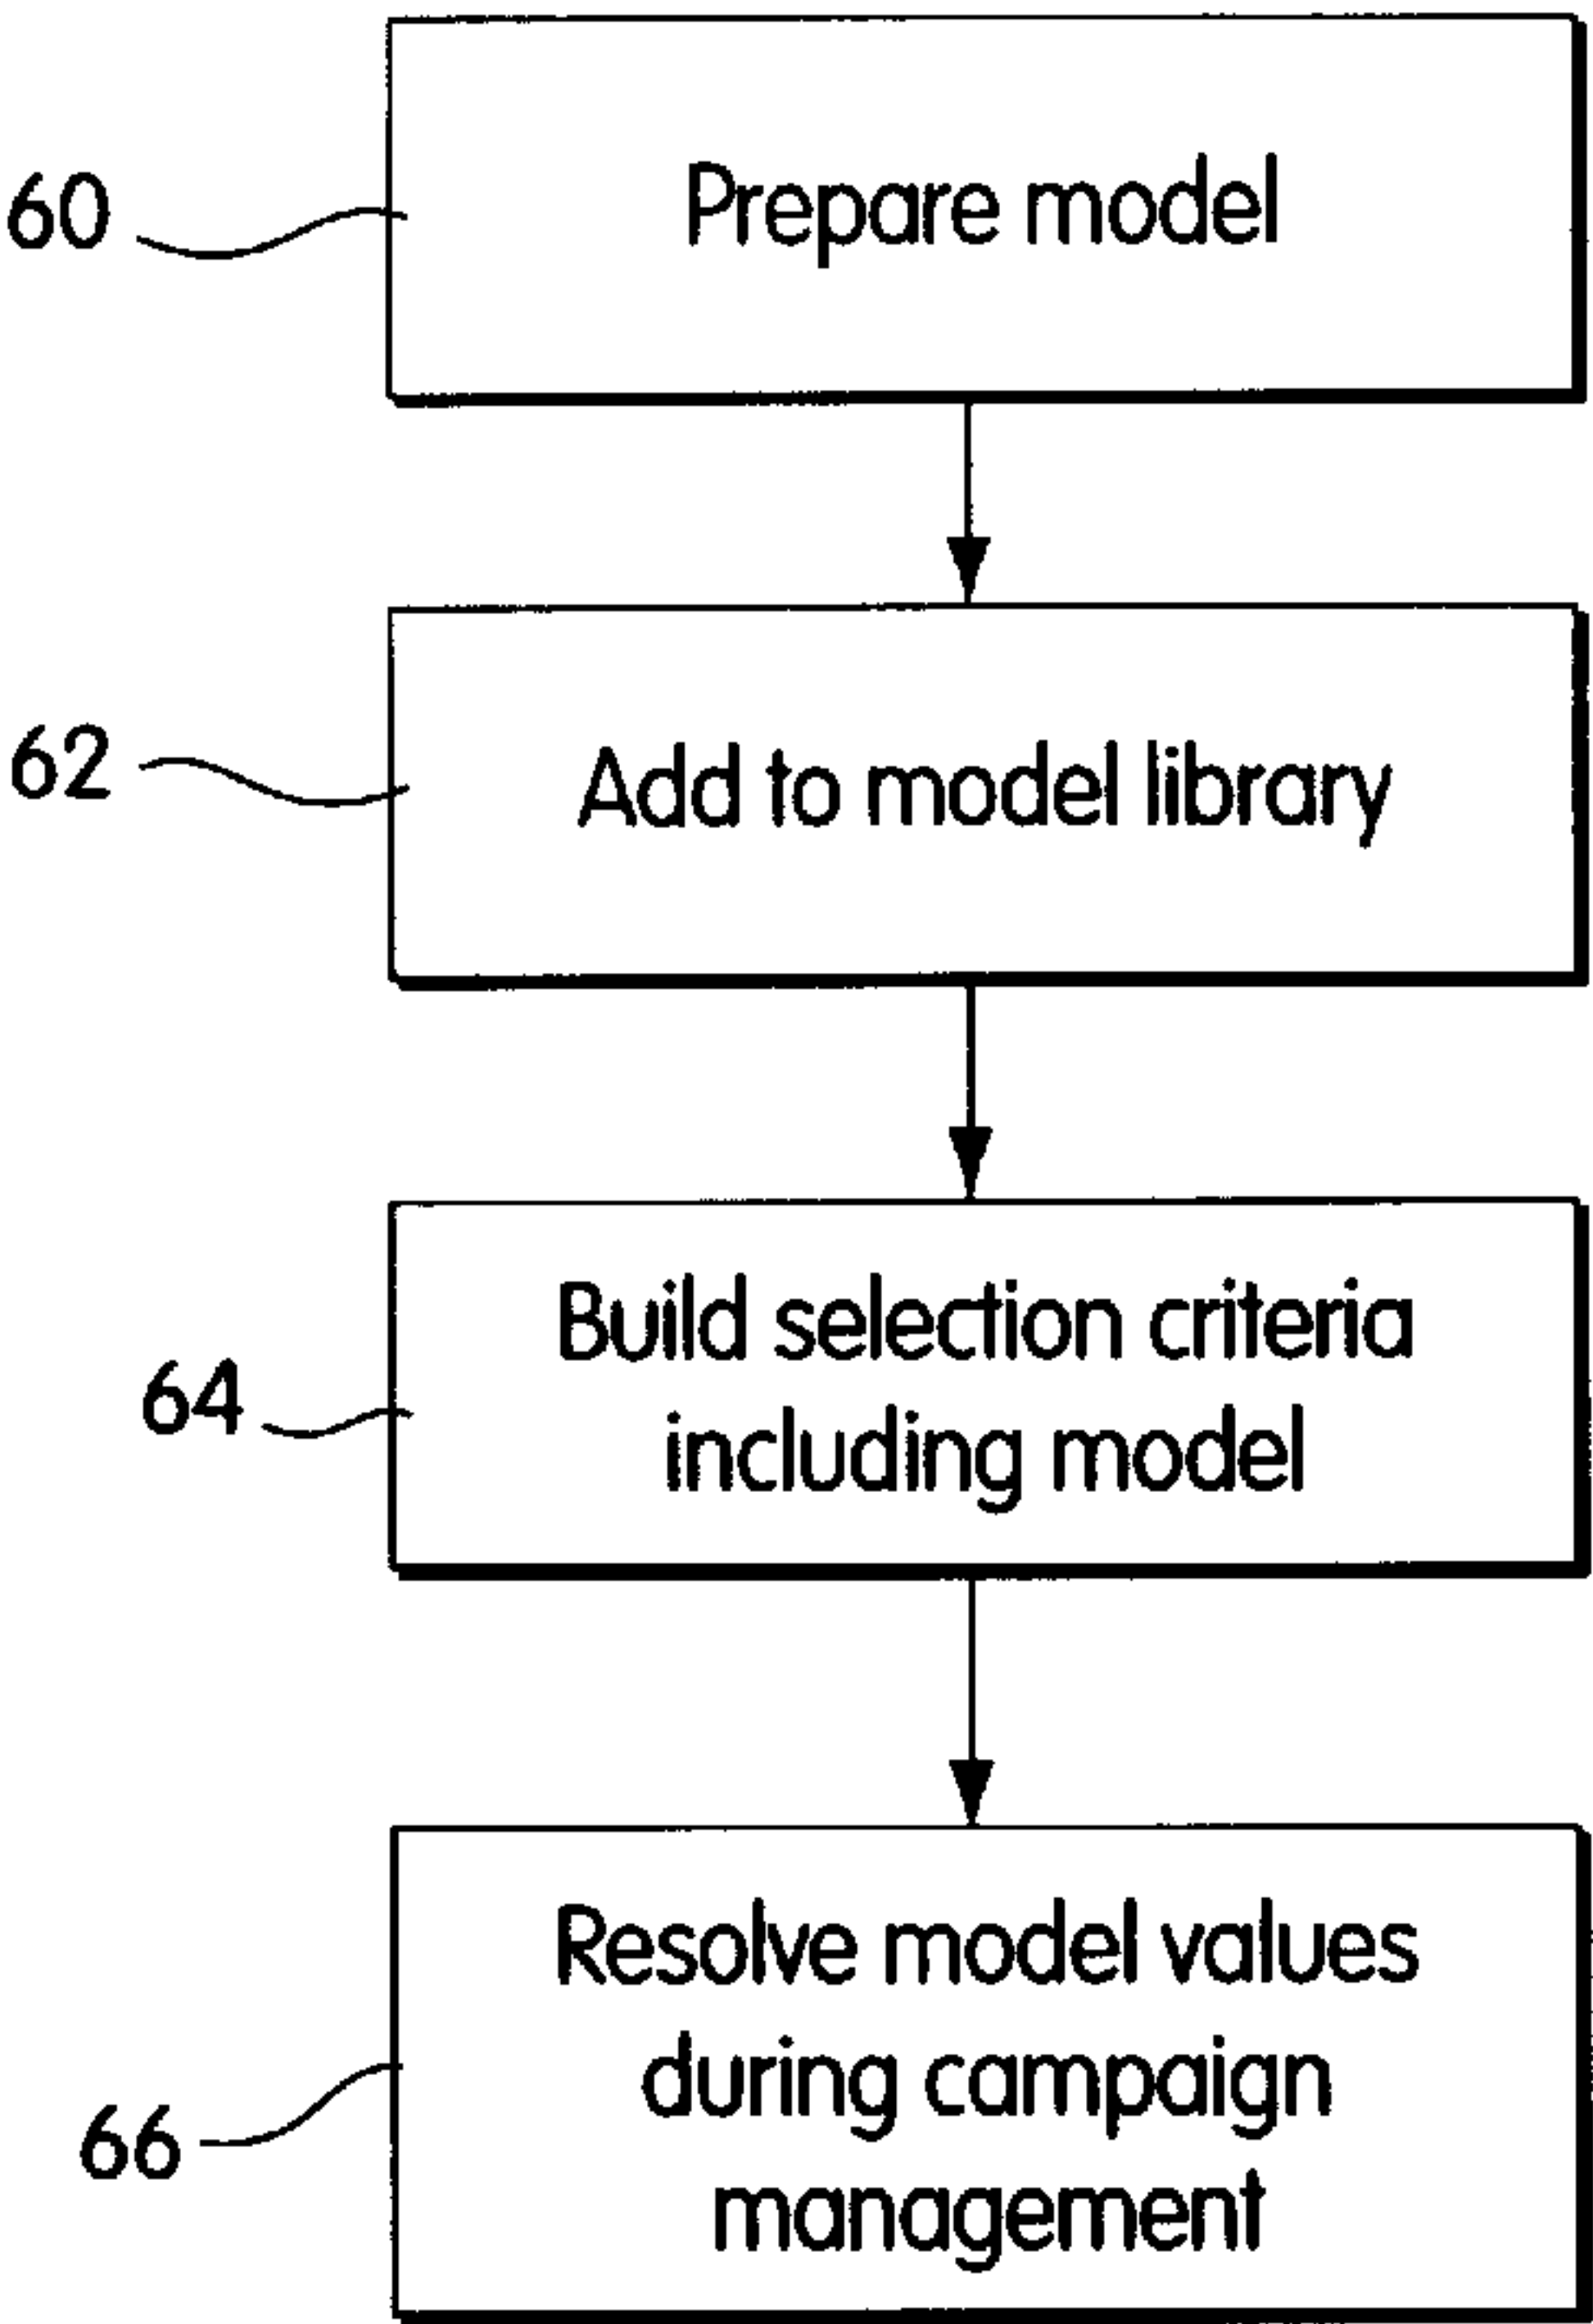 60
Prepare model
62
Add to model library
64
Build selection criteria
including model
66
Resolve model values
during campaign
management